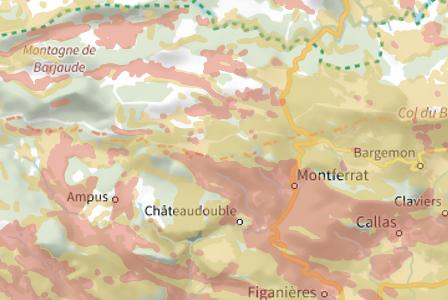 Montagne de
Barjaude
Col du B
Bargemon
Montferrat
Ampus
Claviers
Châteaudouble
Callas
Figanières